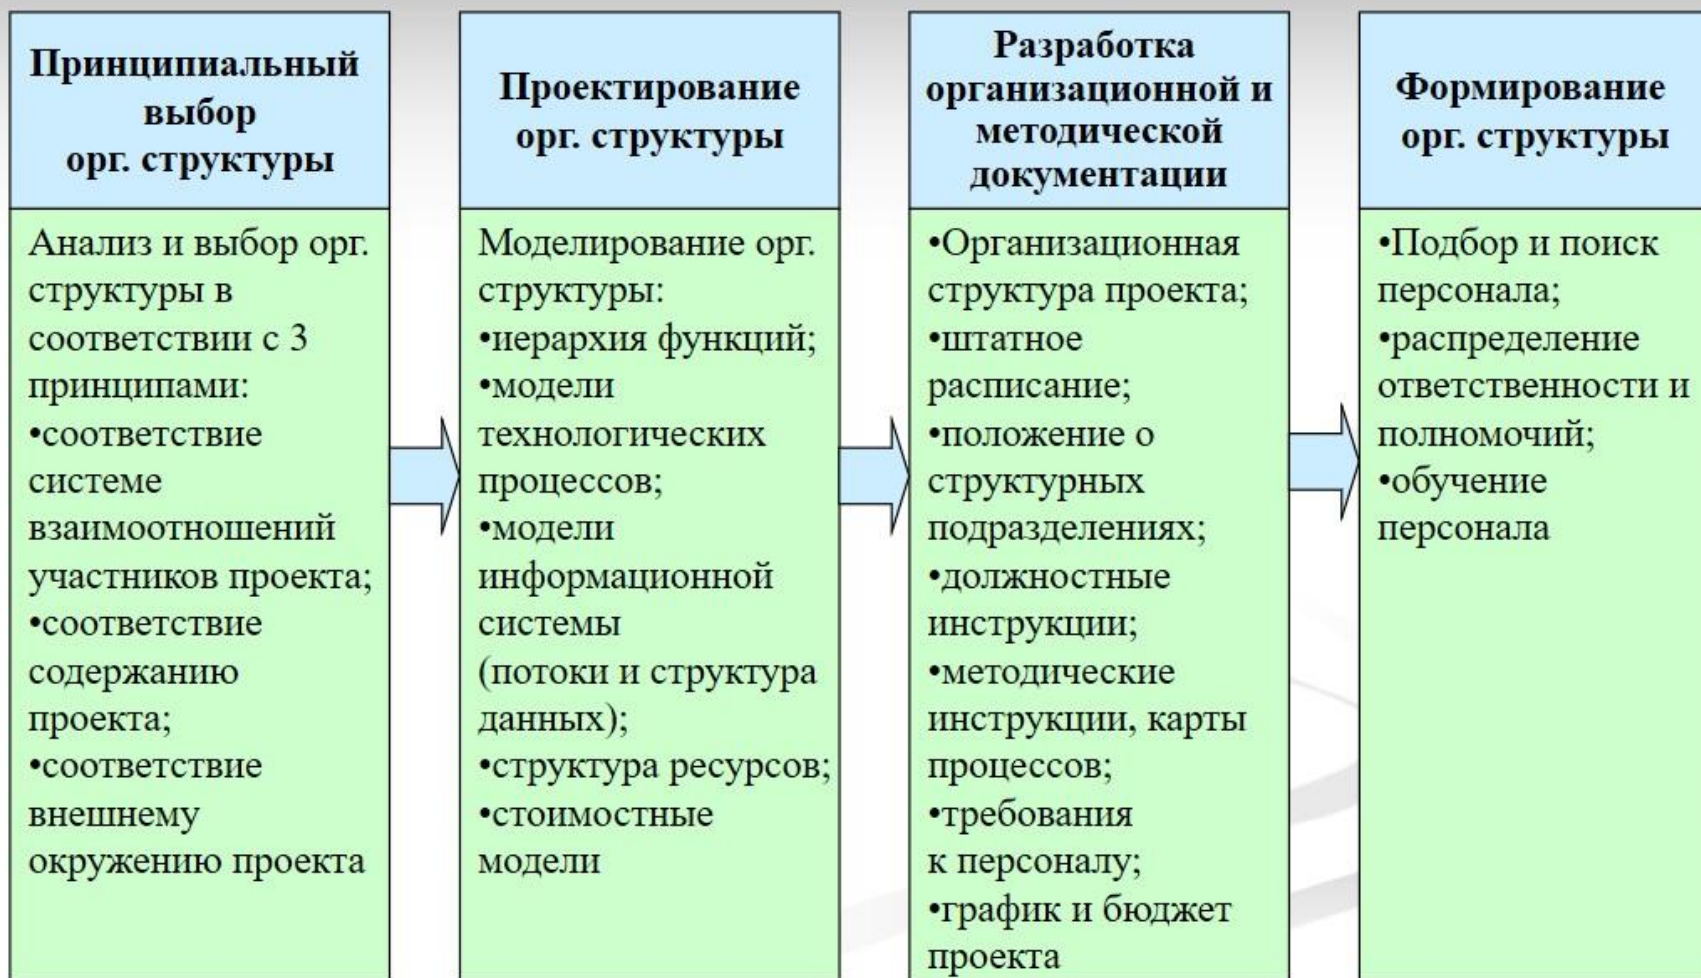 Принципиальный
выбор
орг. структуры
Анализ и выбор орг.
структуры в
соответствии с 3
принципами:
•соответствие
системе
взаимоотношений
участников проекта;
•соответствие
содержанию
проекта;
•соответствие
внешнему
окружению проекта
Проектирование
орг. структуры
Моделирование орг.
структуры:
•иерархия функций;
•модели
технологических
процессов;
•модели
информационной
системы
(потоки и структура
данных);
•структура ресурсов;
•стоимостные
модели
Разработка
организационной и
методической
документации
•Организационная
структура проекта;
•штатное
расписание;
•положение о
структурных
подразделениях;
•должностные
инструкции;
•методические
инструкции, карты
процессов;
•требования
к персоналу;
•график и бюджет
проекта
Формирование
орг. структуры
•Подбор и поиск
персонала;
•распределение
ответственности и
полномочий;
•обучение
персонала